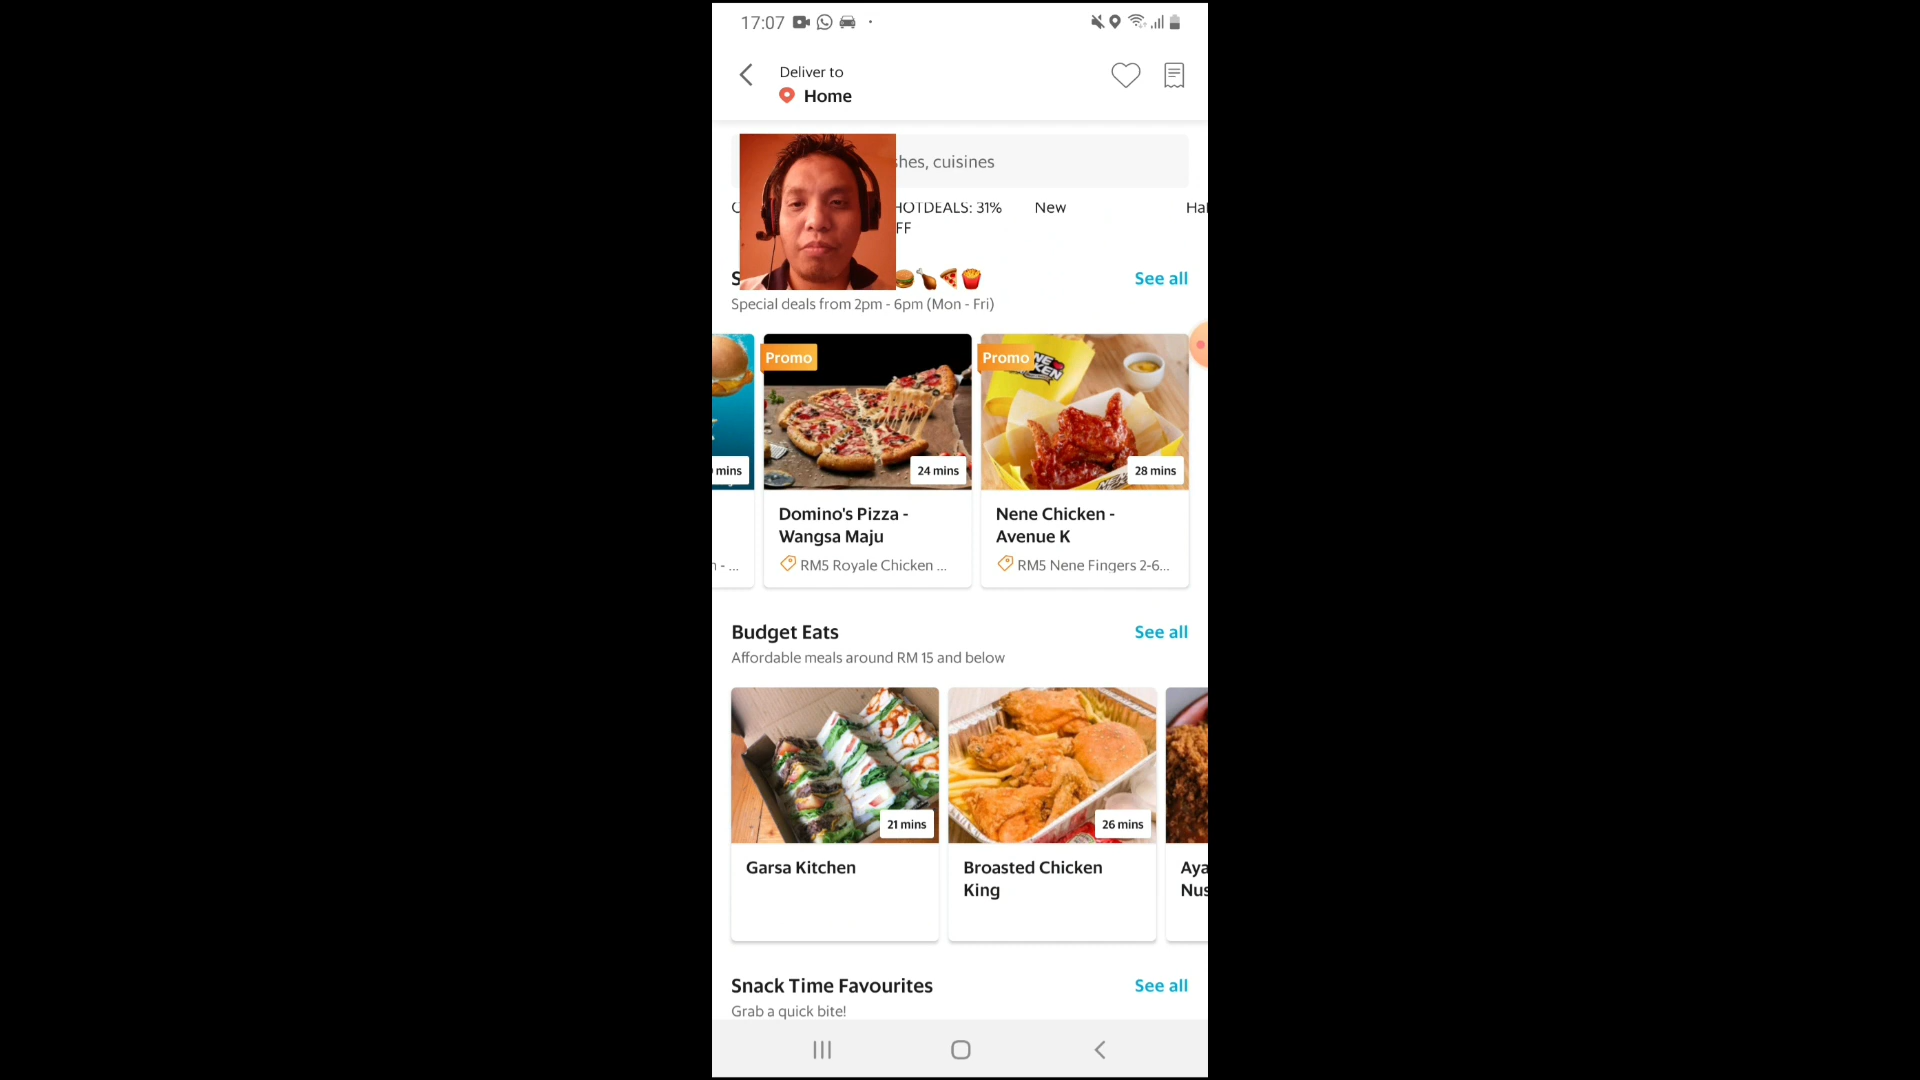 17:07
Deliver to
Home
hes, cuisines
HOTDEALS: 31%
FF
New
See all
Special deals from 2pm - 6pm (Mon - Fri)
Promo
Promo
mins
24 mins
28 mins
Domino's Pizza -
Wangsa Maju
Nene Chicken -
Avenue K
RM5 Royale Chicken ...
RM5 Nene Fingers 2-6...
Budget Eats
See all
Affordable meals around RM 15 and below
21 mins
26 mins
Garsa Kitchen
Broasted Chicken
King
Aya
Nus
Snack Time Favourites
See all
Grab a quick bite!